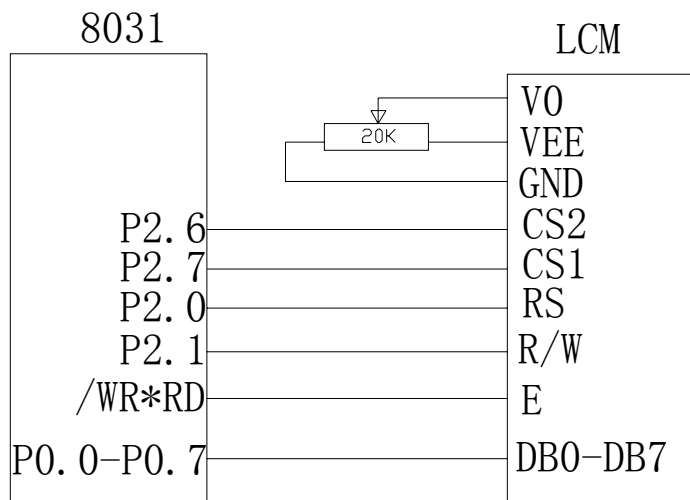 8031
LCM
V0
20K
VEE
GND
P2.6
CS2
P2.7
CS1
P2.0
RS
P2.1
R/W
/WR*RD
E
P0.0-P0.7
DB0-DB7